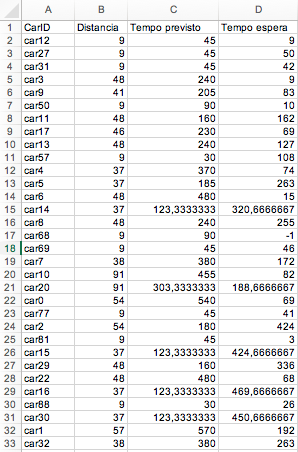 A B C D
1 CarID Distancia Tempo previsto Tempo espera
2 car12 9 45 9
3 car27 9 45 50
4 car31 9 45 42
5 car3 48 240 9
6 car9 41 205 83
7 car50 9 90 10
8 car11 48 160 162
9 car17 46 230 69
10 car13 48 240 127
11 car57 9 30 108
12 car4 37 370 74
13 car5 37 185 263
14 car6 48 480 15
15 car14 37 123,3333333 320,6666667
16 car8 48 240 255
17 car68 9 90 -1
18 car69 9 45 46
19 car7 38 380 172
20 car10 91 455 82
21 car20 91 303,3333333 188,6666667
22 car0 54 540 69
23 car77 9 45 41
24 car2 54 180 424
25 car81 9 45 3
26 car15 37 123,3333333 424,6666667
27 car29 48 160 336
28 car22 48 480 68
29 car16 37 123,3333333 469,6666667
30 car88 9 30 26
31 car30 37 123,3333333 450,6666667
32 car1 57 570 192
33 car32 38 380 263